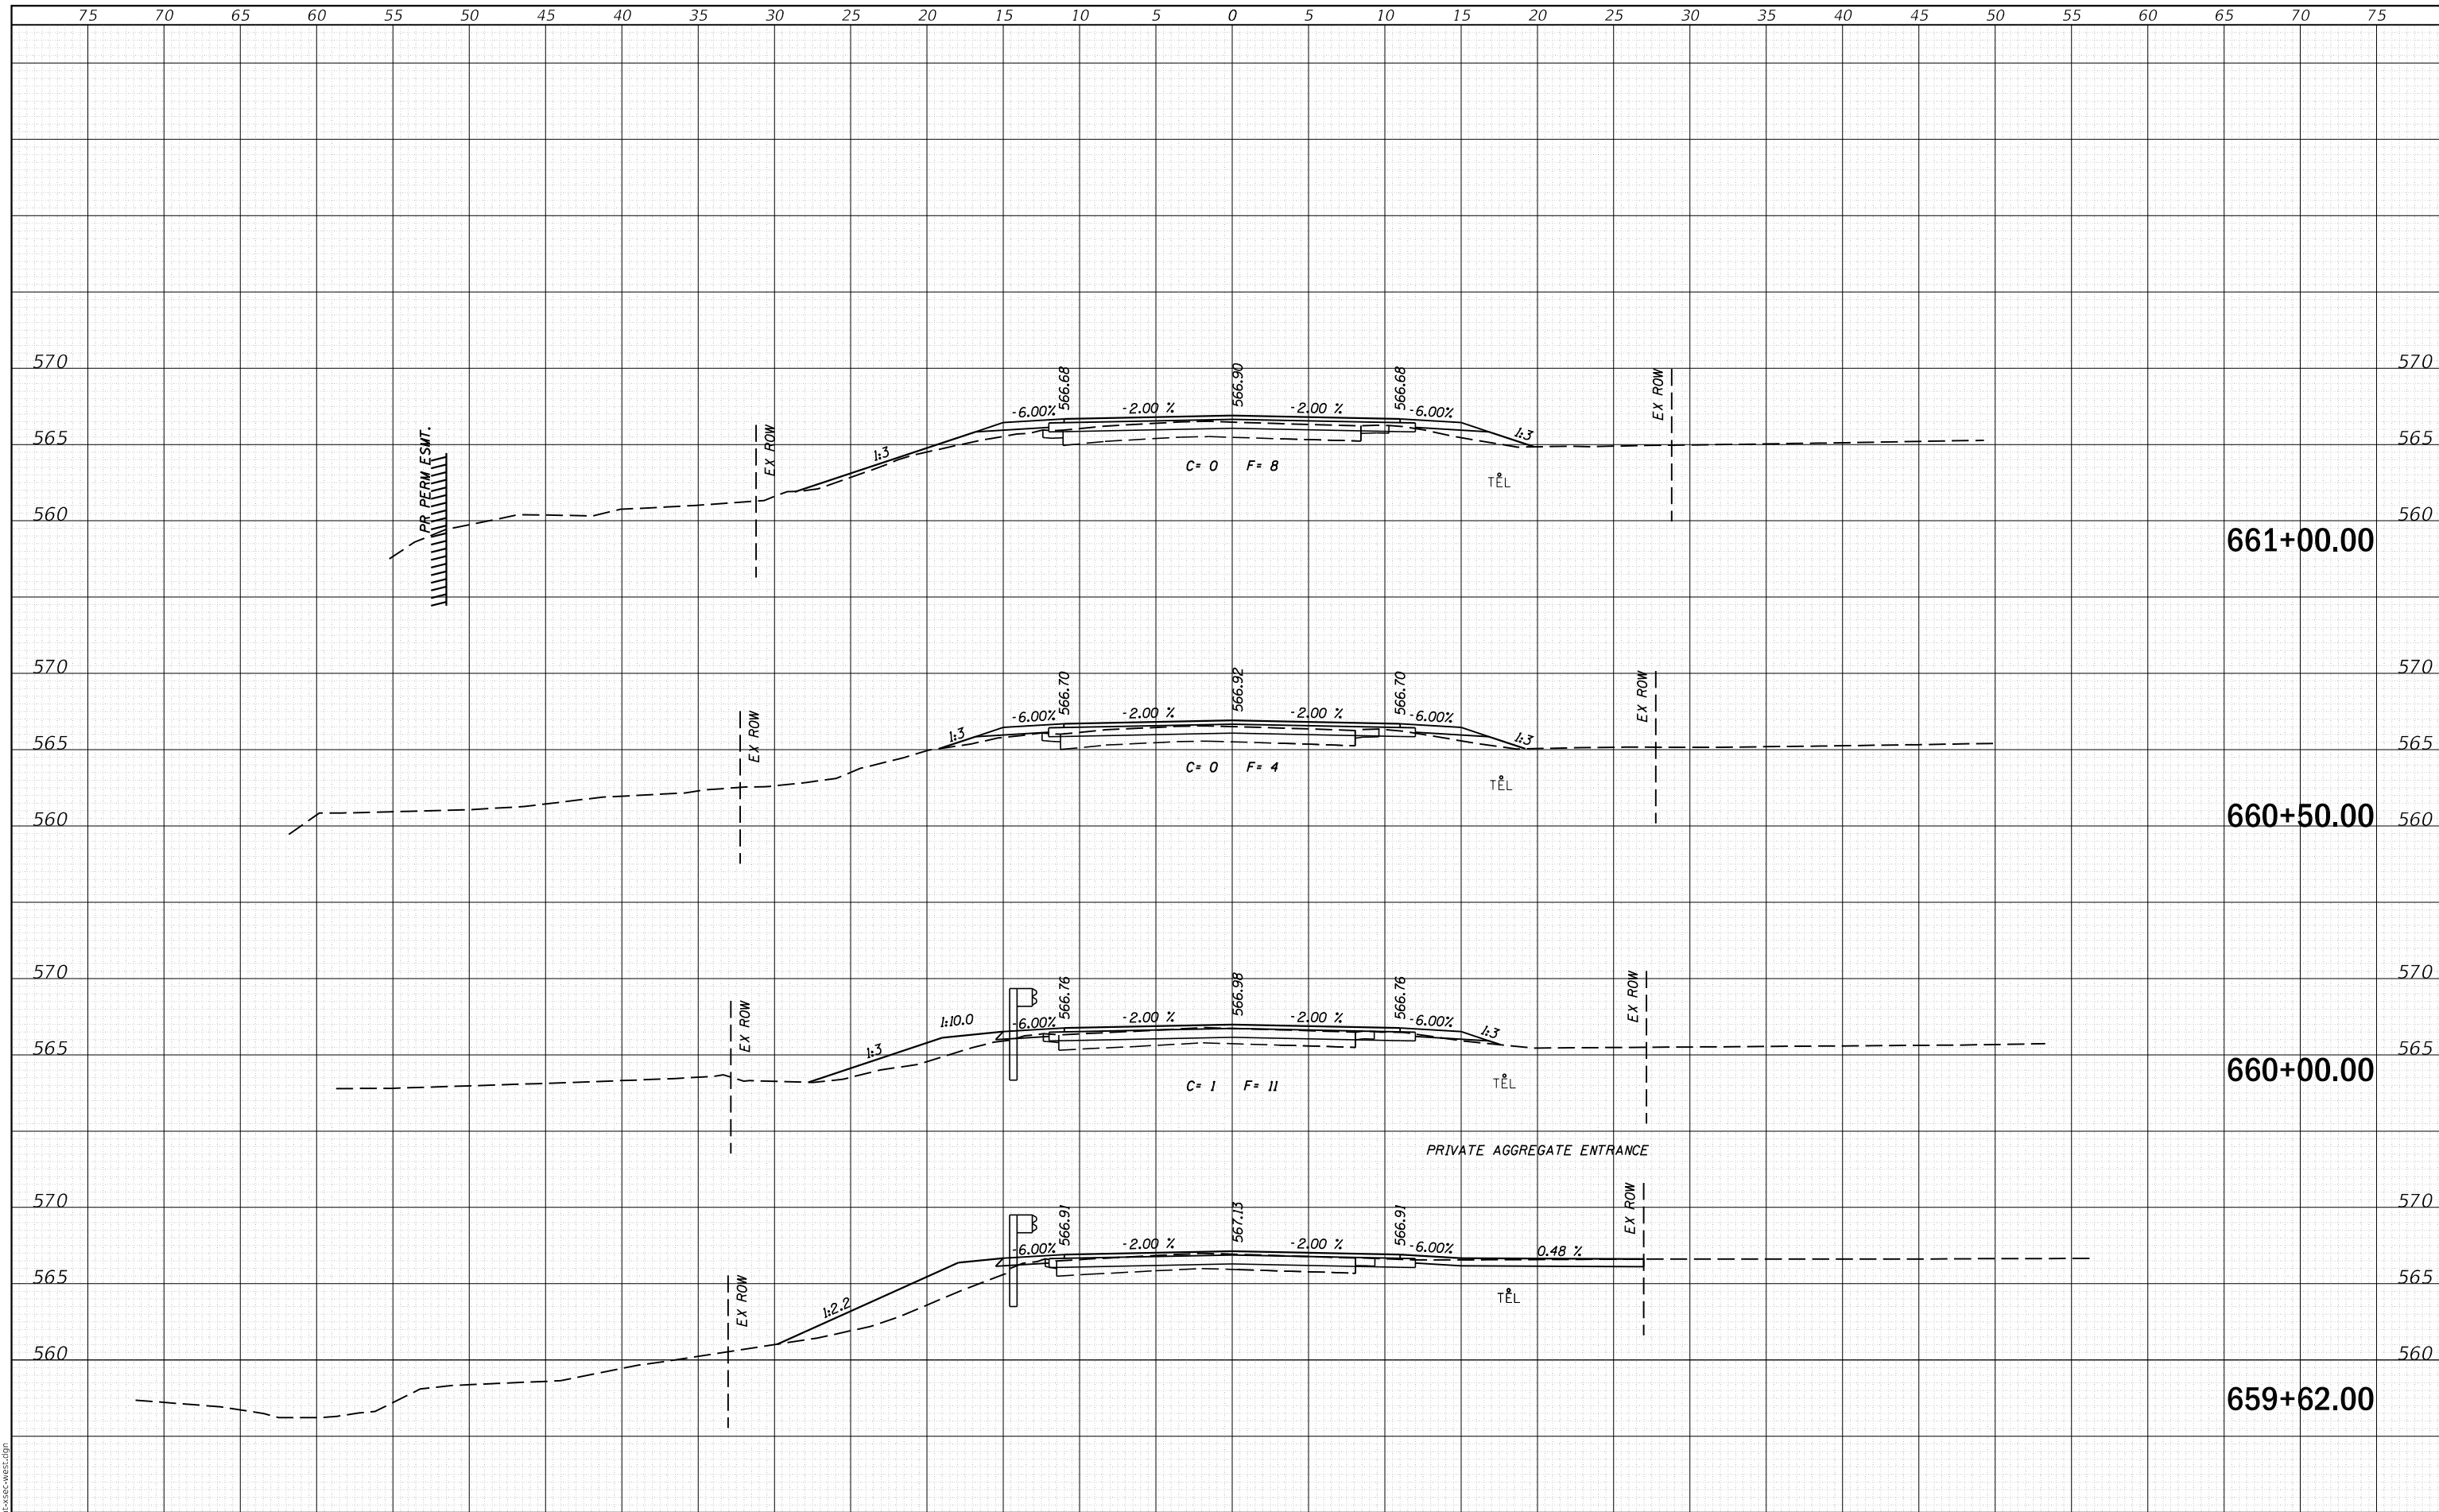 75 70 65 60 55 50 45 40 35 30 25 20 15 10 5 0 5 10 15 20 25 30 35 40 45 50 55 60 65 70 75
570 566.68 566.90 566.68 EX ROW 570
-6.00% -2.00 % -2.00 % -6.00%
565 PR PERM ESMT. EX ROW 1:3 1:3 565
C= 0 F= 8
TEL
560 560
661+00.00
570 566.70 566.92 566.70 EX ROW 570
-6.00% -2.00 % -2.00 % -6.00%
565 EX ROW 1:3 1:3 565
C= 0 F= 4
TEL
560 660+50.00 560
570 566.76 566.98 566.76 EX ROW 570
1:10.0 -6.00% -2.00 % -2.00 % -6.00%
565 EX ROW 1:3 1:3 565
660+00.00
C= 1 F= 11 TEL
PRIVATE AGGREGATE ENTRANCE
570 566.91 567.13 566.91 EX ROW 570
-6.00% -2.00 % -2.00 % -6.00% 0.48 %
565 EX ROW 1:2.2 TEL 565
560 560
659+62.00
t-xsec-west.dgn